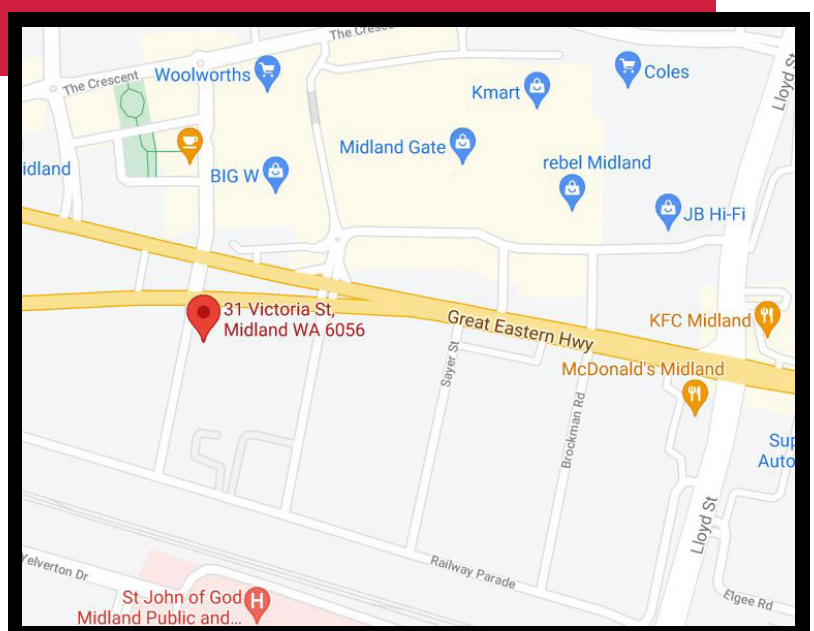 The Crescent
The Crescent
Woolworths
Coles
Kmart
Lloyd St
Midland Gate
idland
BIG W
rebel Midland
JB Hi-Fi
31 Victoria St,
Midland WA 6056
Great Eastern Hwy
KFC Midland
Sayer St
McDonald's Midland
Brockman Rd
Sup
Auto
Lloyd St
Railway Parade
Yelverton Dr
Elgee Rd
St John of God
Midland Public and...
H